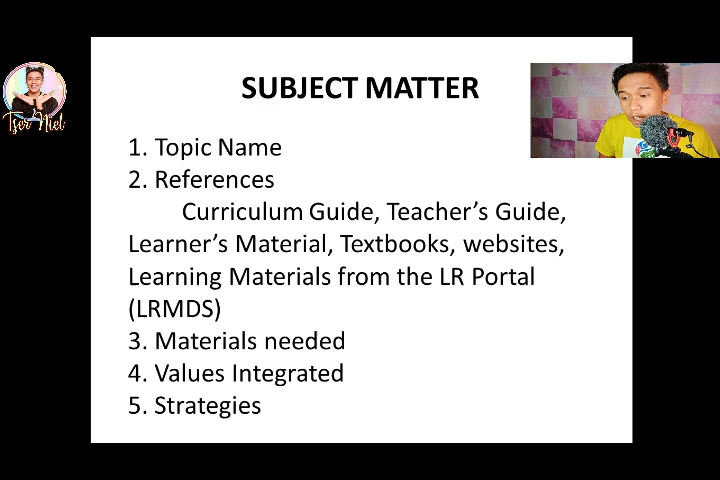 SUBJECT MATTER
1. Topic Name
2. References
Curriculum Guide, Teacher’s Guide,
Learner’s Material, Textbooks, websites,
Learning Materials from the LR Portal
(LRMDS)
3. Materials needed
4. Values Integrated
5. Strategies
Tser Niel